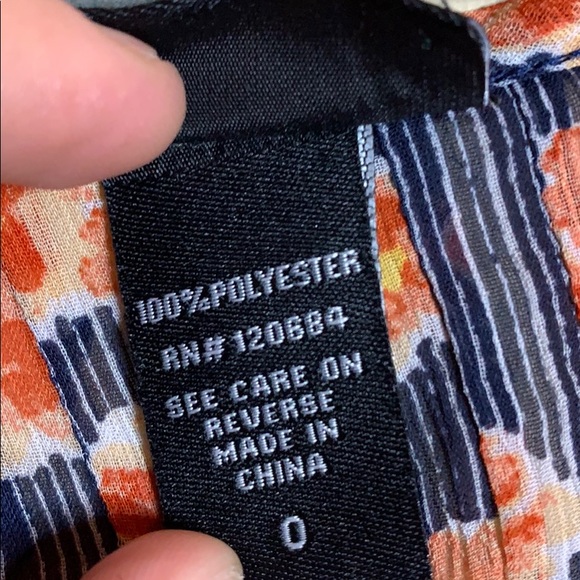 100%POLYESTER
RN# 120684
SEE CARE ON
REVERSE
MADE IN
CHINA
0